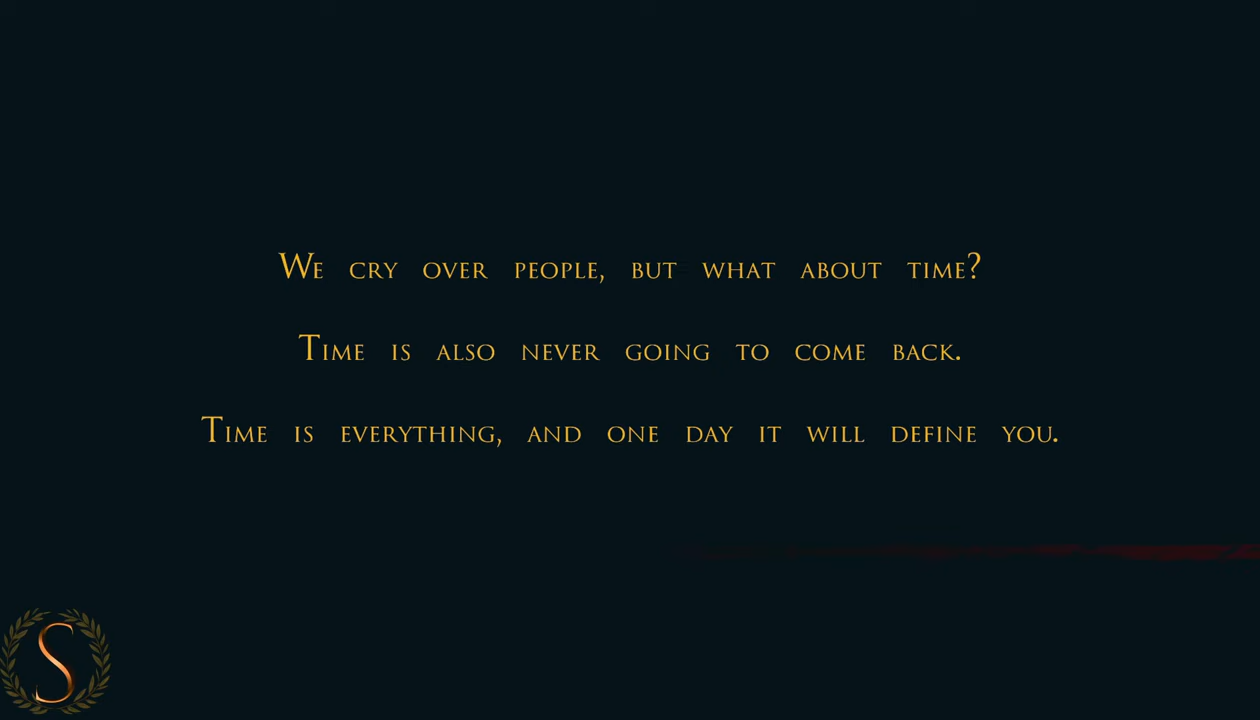 We cry over people, but what about time?
Time is also never going to come back.
Time is everything, and one day it will define you.
S